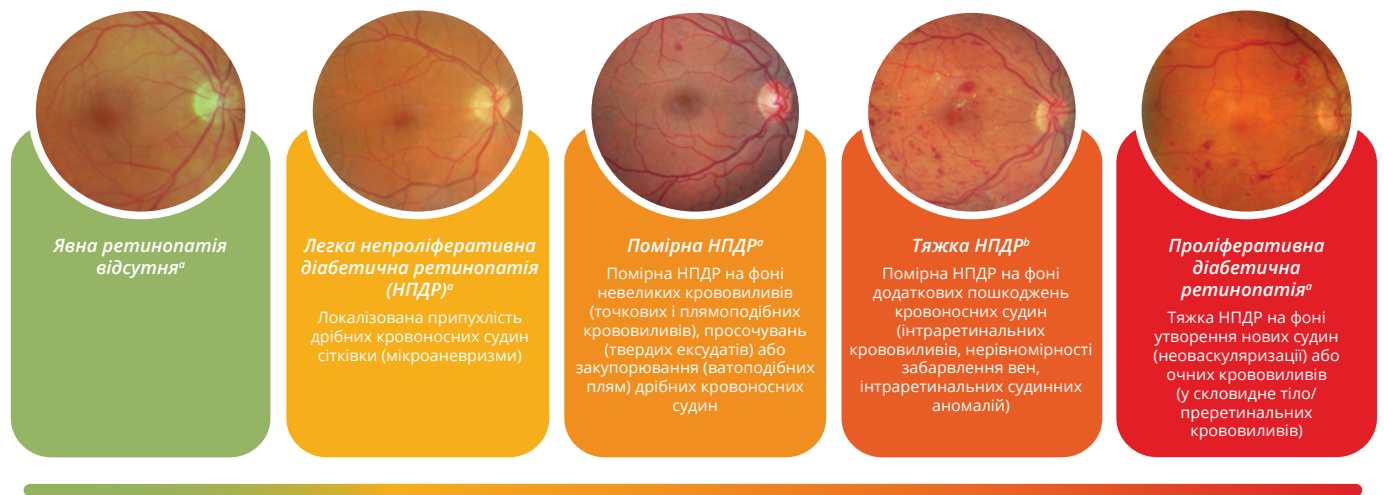 Явна ретинопатія
відсутняᵃ
Легка непроліферативна
діабетична ретинопатія
(НПДР)ᵃ
Локалізована припухлість
дрібних кровоносних судин
сітківки (мікроаневризми)
Помірна НПДРᵃ
Помірна НПДР на фоні
невеликих крововиливів
(точкових і плямоподібних
крововиливів), просочувань
(твердих ексудатів) або
закупорювання (ватоподібних
плям) дрібних кровоносних
судин
Тяжка НПДРᵇ
Помірна НПДР на фоні
додаткових пошкоджень
кровоносних судин
(інтраретинальних
крововиливів, нерівномірності
забарвлення вен,
інтраретинальних судинних
аномалій)
Проліферативна
діабетична
ретинопатіяᵃ
Тяжка НПДР на фоні
утворення нових судин
(неоваскуляризації) або
очних крововиливів
(у скловидне тіло/
преретинальних
крововиливів)